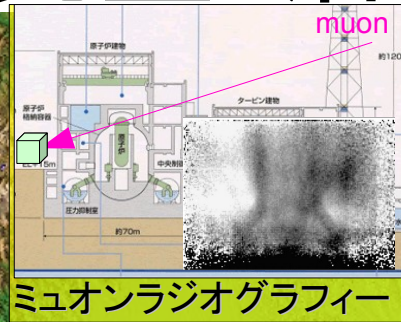 muon
原子炉建物
約120
原子炉
格納容器
タービン建物
原子炉
中央制御
EL+15m
圧力抑制室
約70m
ミュオンラジオグラフィー